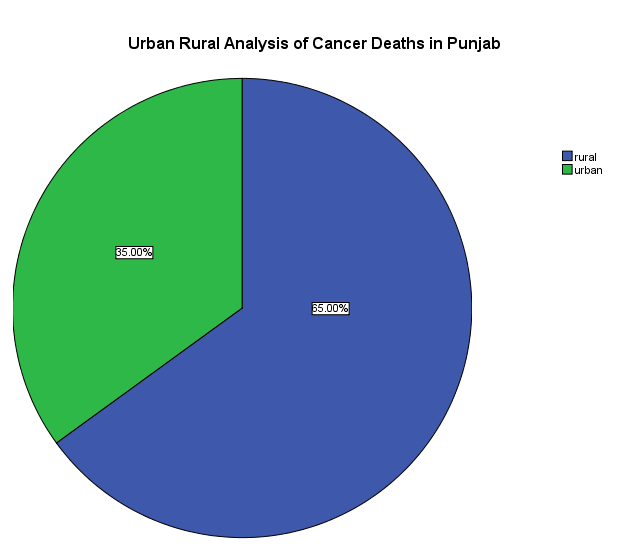 Urban Rural Analysis of Cancer Deaths in Punjab
rural
urban
35.00%
65.00%